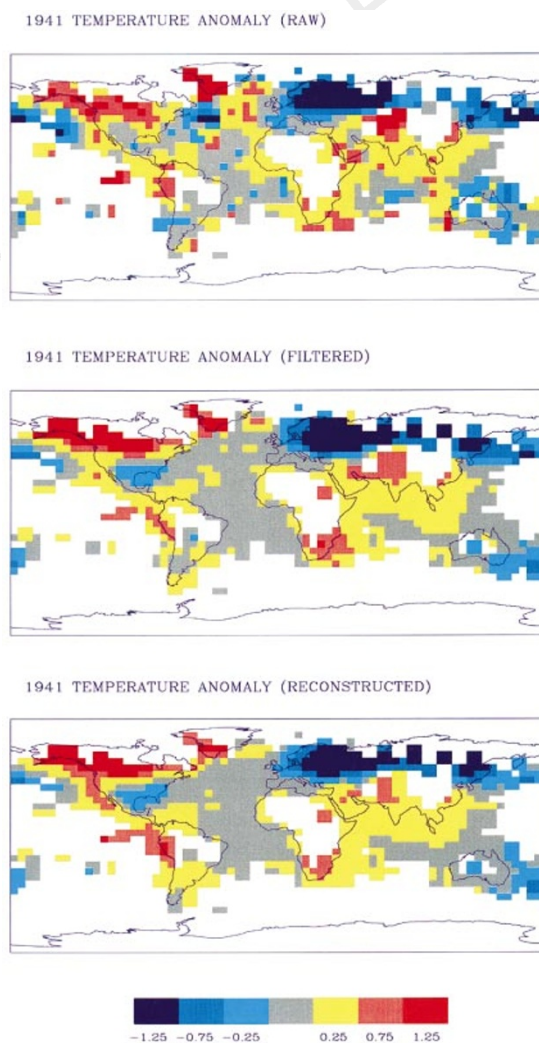 1941 TEMPERATURE ANOMALY (RAW)
1941 TEMPERATURE ANOMALY (FILTERED)
1941 TEMPERATURE ANOMALY (RECONSTRUCTED)
-1.25 -0.75 -0.25 0.25 0.75 1.25